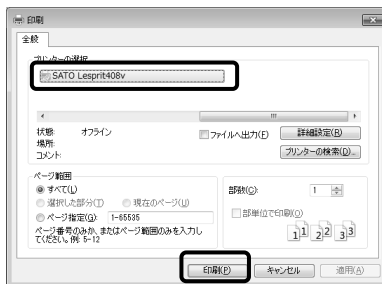 印刷
全般
プリンターの選択
SATO Lesprit408v
状態: オフライン
場所:
コメント:
ファイルへ出力(F)
詳細設定(R)
プリンターの検索(D)...
ページ範囲
すべて(L)
選択した部分(T)
現在のページ(U)
ページ指定(G): 1-65535
ページ番号のみか、またはページ範囲のみを入力し
てください。例: 5-12
部数(C): 1
部単位で印刷(O)
11 22 33
印刷(P)
キャンセル
適用(A)